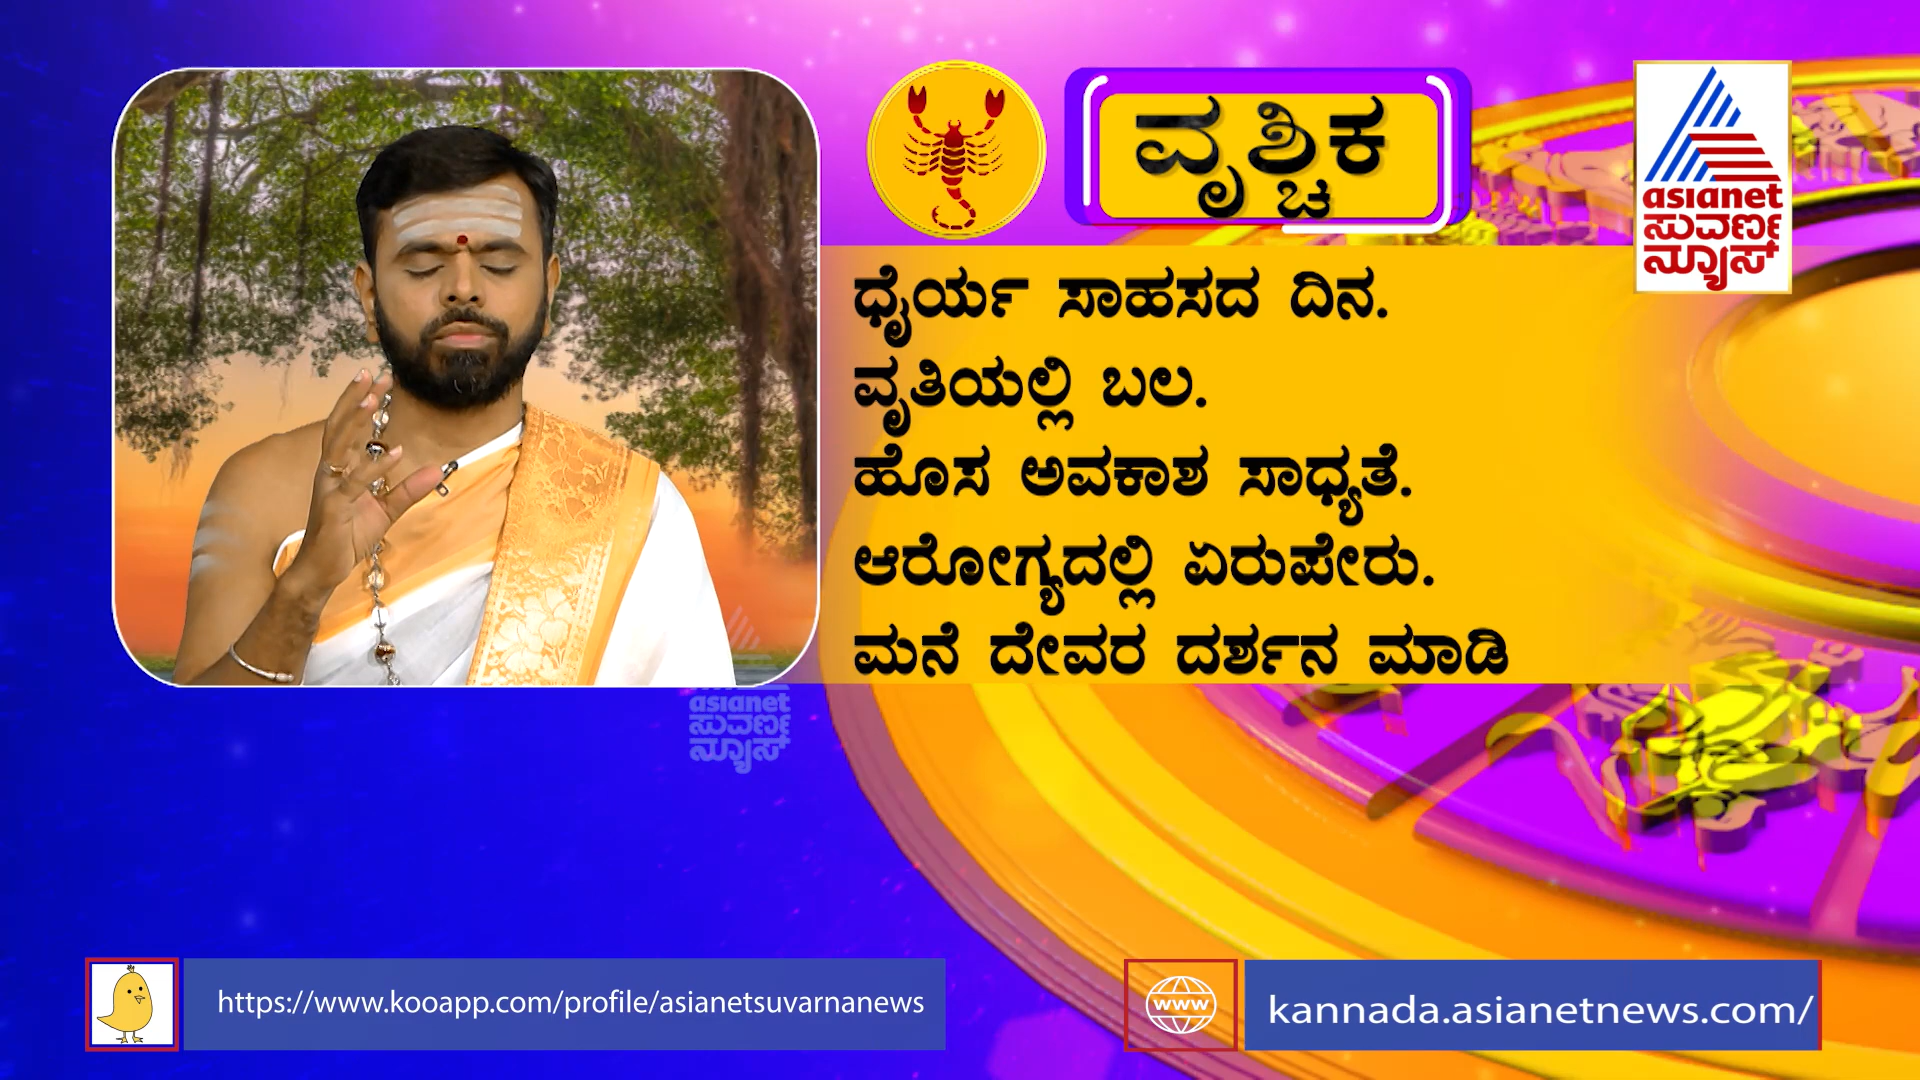 ವೃಶ್ಚಿಕ
asianet
ಸುವರ್ಣ
ನ್ಯೂಸ್
ಧೈರ್ಯ ಸಾಹಸದ ದಿನ.
ವೃತಿಯಲ್ಲಿ ಬಲ.
ಹೊಸ ಅವಕಾಶ ಸಾಧ್ಯತೆ.
ಆರೋಗ್ಯದಲ್ಲಿ ಏರುಪೇರು.
ಮನೆ ದೇವರ ದರ್ಶನ ಮಾಡಿ
asianet
ಸುವರ್ಣ
ನ್ಯೂಸ್
https://www.kooapp.com/profile/asianetsuvarnanews
www
kannada.asianetnews.com/